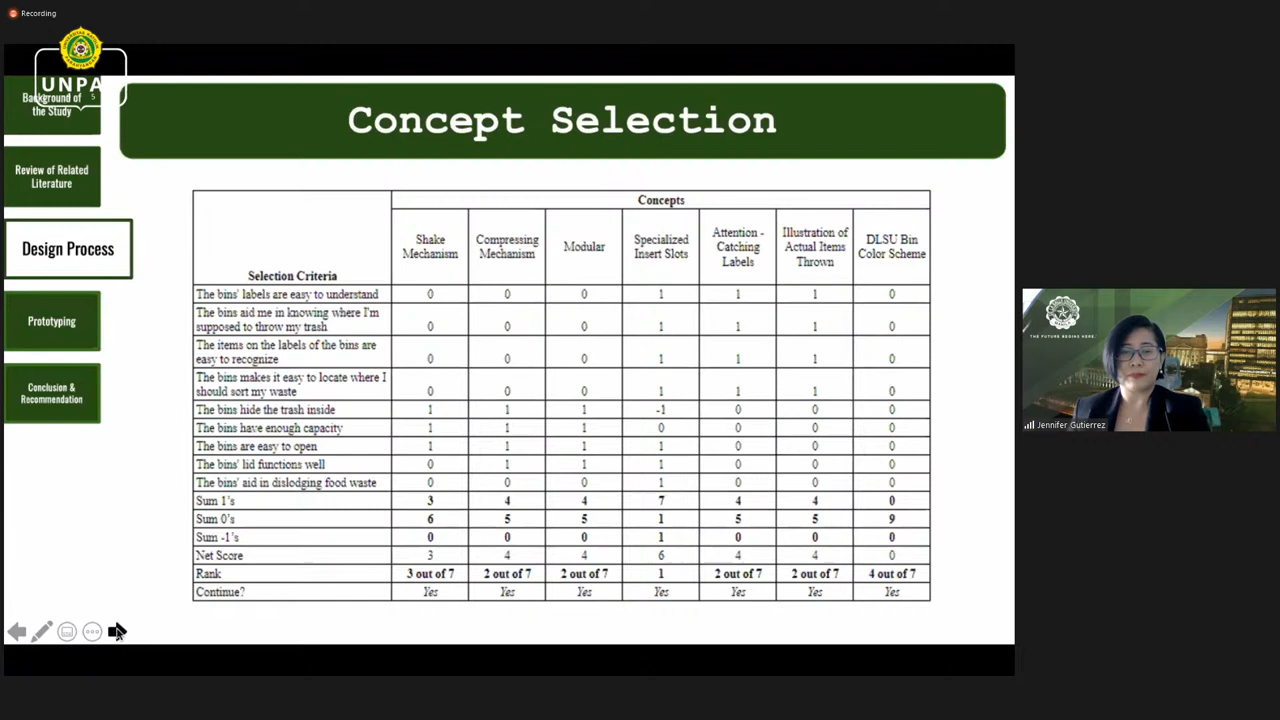 Recording
UNPA
Background of
the Study
Review of Related
Literature
Design Process
Prototyping
Conclusion &
Recommendation
Concept Selection
Concepts
Selection Criteria
Shake
Mechanism
Compressing
Mechanism
Modular
Specialized
Insert Slots
Attention -
Catching
Labels
Illustration of
Actual Items
Thrown
DLSU Bin
Color Scheme
The bins' labels are easy to understand 0 0 0 1 1 1 0
The bins aid me in knowing where I'm
supposed to throw my trash 0 0 0 1 1 1 0
The items on the labels of the bins are
easy to recognize 0 0 0 1 1 1 0
The bins makes it easy to locate where I
should sort my waste 0 0 0 1 1 1 0
The bins hide the trash inside 1 1 1 -1 0 0 0
The bins have enough capacity 1 1 1 0 0 0 0
The bins are easy to open 1 1 1 1 0 0 0
The bins' lid functions well 0 1 1 1 0 0 0
The bins' aid in dislodging food waste 0 0 0 1 0 0 0
Sum 1's 3 4 4 7 4 4 0
Sum 0's 6 5 5 1 5 5 9
Sum -1's 0 0 0 1 0 0 0
Net Score 3 4 4 6 4 4 0
Rank 3 out of 7 2 out of 7 2 out of 7 1 2 out of 7 2 out of 7 4 out of 7
Continue? Yes Yes Yes Yes Yes Yes Yes
THE FUTURE BEGINS HERE.
Jennifer Gutierrez